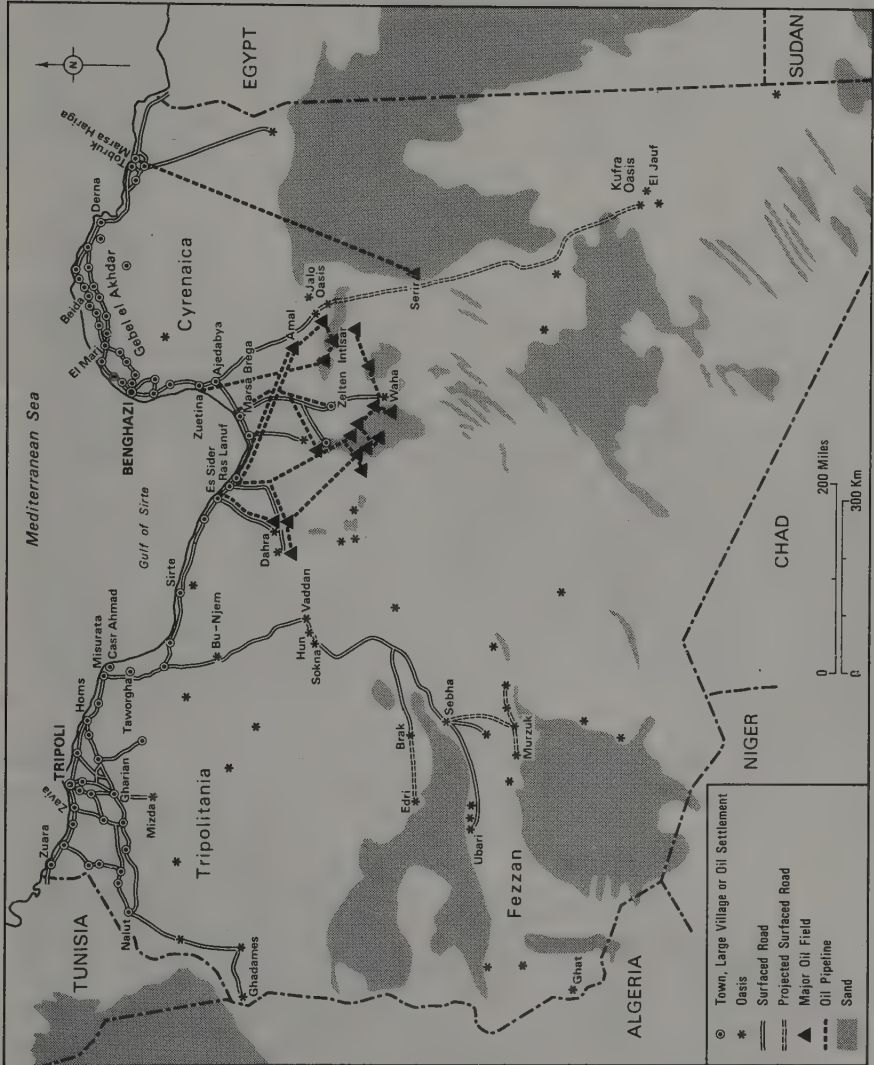 Mediterranean Sea
N
TUNISIA
EGYPT
SUDAN
CHAD
NIGER
ALGERIA
Gulf of Sirte
Tripolitania
Cyrenaica
Gebel el Akhdar
Fezzan
Zuara
Zavia
TRIPOLI
Homs
Misurata
Casr Ahmad
Taworgha
Gharian
Mizda
Nalut
Ghadames
Bu-Njem
Sirte
Es Sider
Ras Lanuf
Dahra
Marsa Brega
Ajedabya
Zuetina
BENGHAZI
El Marj
Beida
Derna
Tobruk
Marsa Hariga
Amal
Jalo
Oasis
Zelten
Intisar
Waha
Serir
Kufra
Oasis
El Jauf
Vaddan
Hun
Sokna
Sebha
Brak
Edri
Ubari
Murzuk
Ghat
0 200 Miles
0 300 Km
Town, Large Village or Oil Settlement
Oasis
Surfaced Road
Projected Surfaced Road
Major Oil Field
Oil Pipeline
Sand